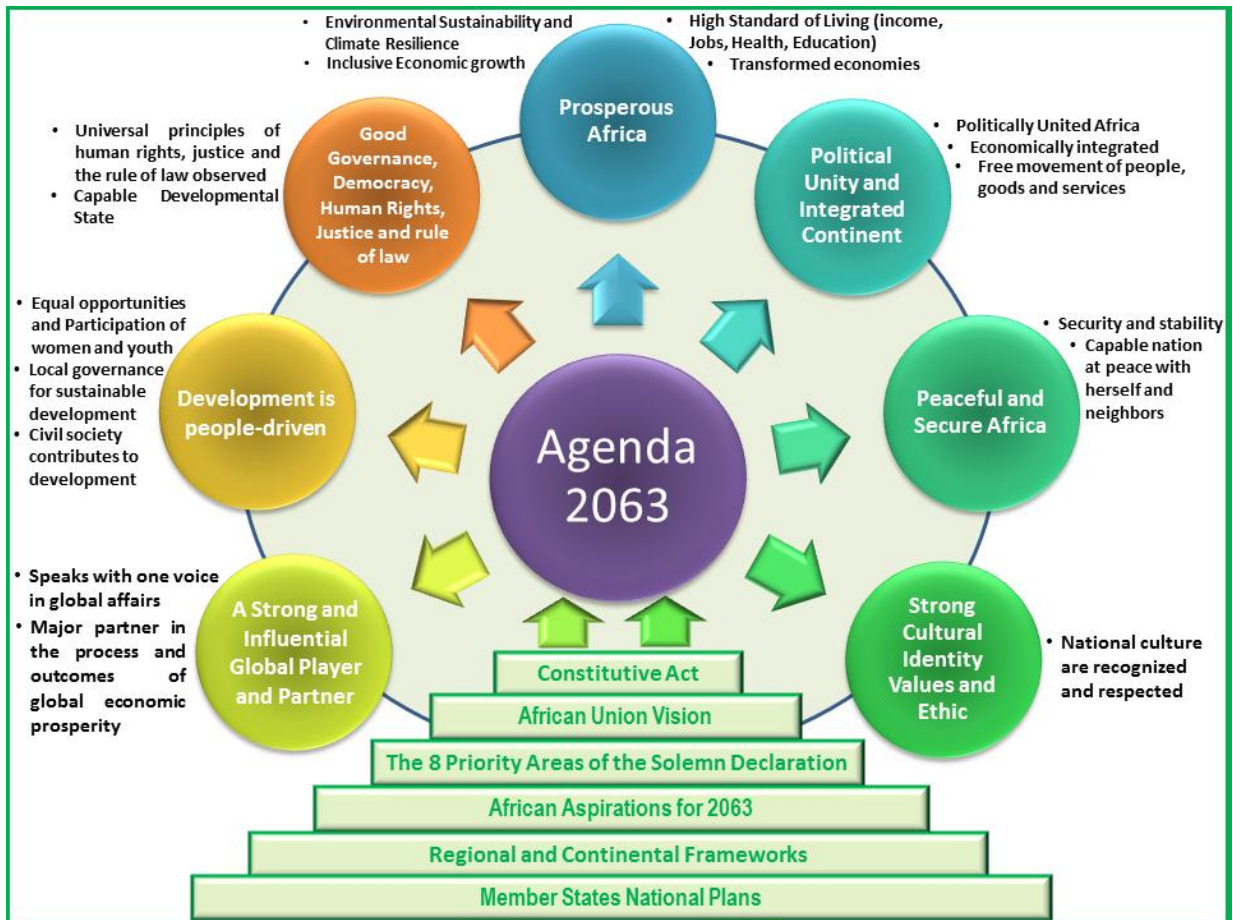 • Environmental Sustainability and
Climate Resilience
• Inclusive Economic growth
• High Standard of Living (income,
Jobs, Health, Education)
• Transformed economies
Prosperous
Africa
• Universal principles of
human rights, justice and
the rule of law observed
• Capable Developmental
State
Good
Governance,
Democracy,
Human Rights,
Justice and rule
of law
Political
Unity and
Integrated
Continent
• Politically United Africa
• Economically integrated
• Free movement of people,
goods and services
• Equal opportunities
and Participation of
women and youth
• Local governance
for sustainable
development
• Civil society
contributes to
development
Development is
people-driven
Agenda
2063
Peaceful and
Secure Africa
• Security and stability
• Capable nation
at peace with
herself and
neighbors
• Speaks with one voice
in global affairs
• Major partner in
the process and
outcomes of
global economic
prosperity
A Strong and
Influential
Global Player
and Partner
Strong
Cultural
Identity
Values and
Ethic
• National culture
are recognized
and respected
Constitutive Act
African Union Vision
The 8 Priority Areas of the Solemn Declaration
African Aspirations for 2063
Regional and Continental Frameworks
Member States National Plans